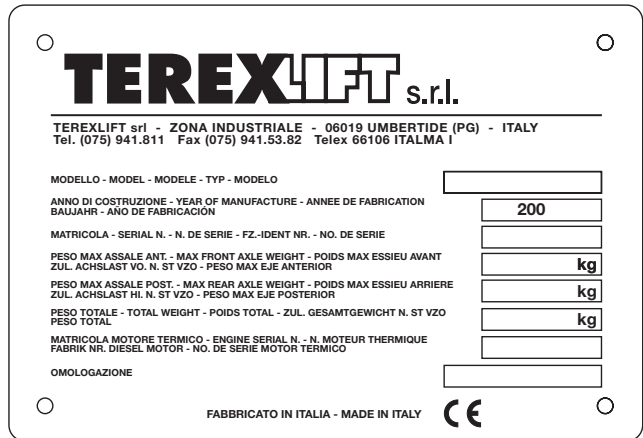 TEREXLIFT s.r.l.
TEREXLIFT srl - ZONA INDUSTRIALE - 06019 UMBERTIDE (PG) - ITALY
Tel. (075) 941.811 Fax (075) 941.53.82 Telex 66106 ITALMA I
MODELLO - MODEL - MODELE - TYP - MODELO
ANNO DI COSTRUZIONE - YEAR OF MANUFACTURE - ANNEE DE FABRICATION
BAUJAHR - AÑO DE FABRICACIÓN
200
MATRICOLA - SERIAL N. - N. DE SERIE - FZ.-IDENT NR. - NO. DE SERIE
PESO MAX ASSALE ANT. - MAX FRONT AXLE WEIGHT - POIDS MAX ESSIEU AVANT
ZUL. ACHSLAST VO. N. ST VZO - PESO MAX EJE ANTERIOR
kg
PESO MAX ASSALE POST. - MAX REAR AXLE WEIGHT - POIDS MAX ESSIEU ARRIERE
ZUL. ACHSLAST HI. N. ST VZO - PESO MAX EJE POSTERIOR
kg
PESO TOTALE - TOTAL WEIGHT - POIDS TOTAL - ZUL. GESAMTGEWICHT N. ST VZO
PESO TOTAL
kg
MATRICOLA MOTORE TERMICO - ENGINE SERIAL N. - N. MOTEUR THERMIQUE
FABRIK NR. DIESEL MOTOR - NO. DE SERIE MOTOR TERMICO
OMOLOGAZIONE
FABBRICATO IN ITALIA - MADE IN ITALY CE